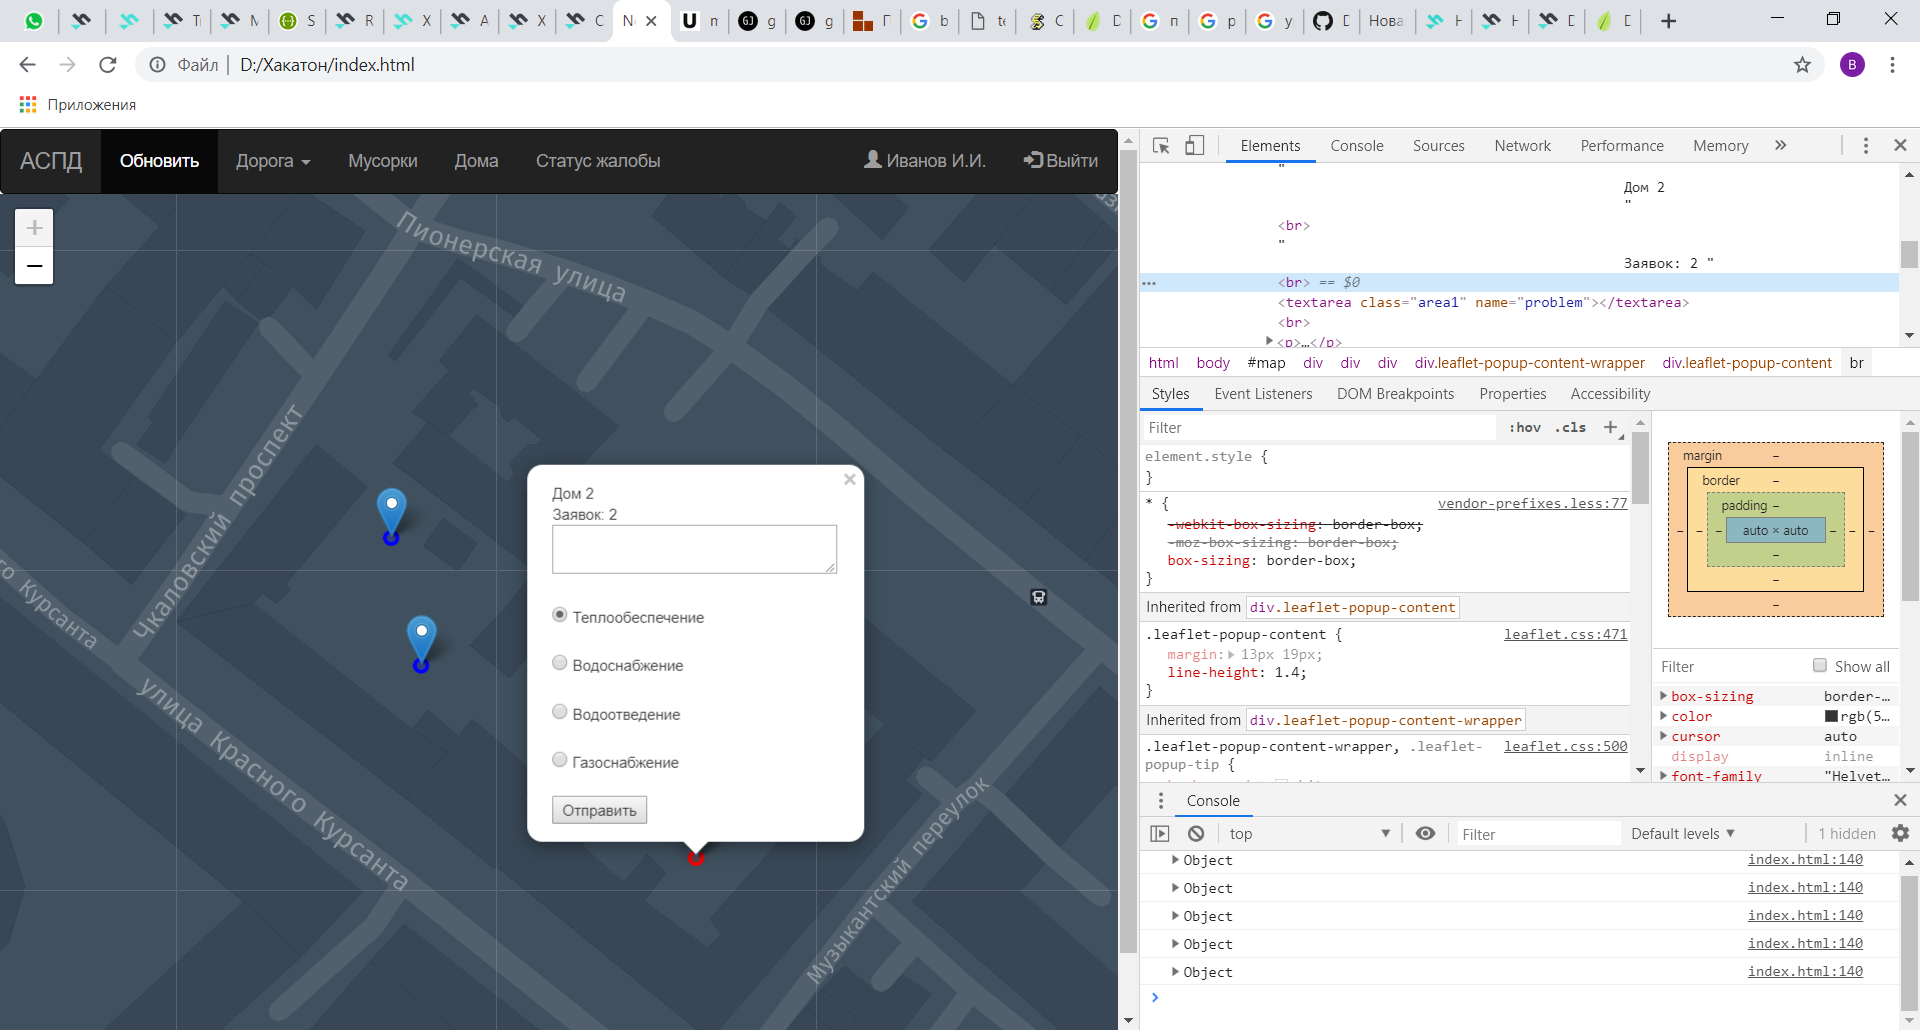 S
R
X
A
X
C
U
g
g
b
te
C
D
п
р
у
D
Нова
D
D
Файл
D:/Хакатон/index.html
B
Приложения
АСПД
Обновить
Дорога
Мусорки
Дома
Статус жалобы
Иванов И.И.
Выйти
+
−
Пионерская улица
Чкаловский проспект
го Курсанта
улица Красного Курсанта
Музыкантский переулок
×
Дом 2
Заявок: 2
Теплообеспечение
Водоснабжение
Водоотведение
Газоснабжение
Отправить
Elements
Console
Sources
Network
Performance
Memory
»
"
Дом 2
"
<br>
"
Заявок: 2 "
<br> == $0
<textarea class="area1" name="problem"></textarea>
<br>
<p>…</p>
html body #map div div div div.leaflet-popup-content-wrapper div.leaflet-popup-content br
Styles
Event Listeners
DOM Breakpoints
Properties
Accessibility
Filter
:hov .cls +
element.style {
}
* {
vendor-prefixes.less:77
-webkit-box-sizing: border-box;
-moz-box-sizing: border-box;
box-sizing: border-box;
}
Inherited from div.leaflet-popup-content
.leaflet-popup-content {
leaflet.css:471
margin: 13px 19px;
line-height: 1.4;
}
Inherited from div.leaflet-popup-content-wrapper
.leaflet-popup-content-wrapper, .leaflet-
leaflet.css:500
popup-tip {
margin –
border –
padding –
– – – auto × auto – – –
–
–
–
Filter
Show all
box-sizing border-…
color rgb(5…
cursor auto
display inline
font-family "Helvet…
Console
top
Filter
Default levels
1 hidden
Object index.html:140
Object index.html:140
Object index.html:140
Object index.html:140
Object index.html:140